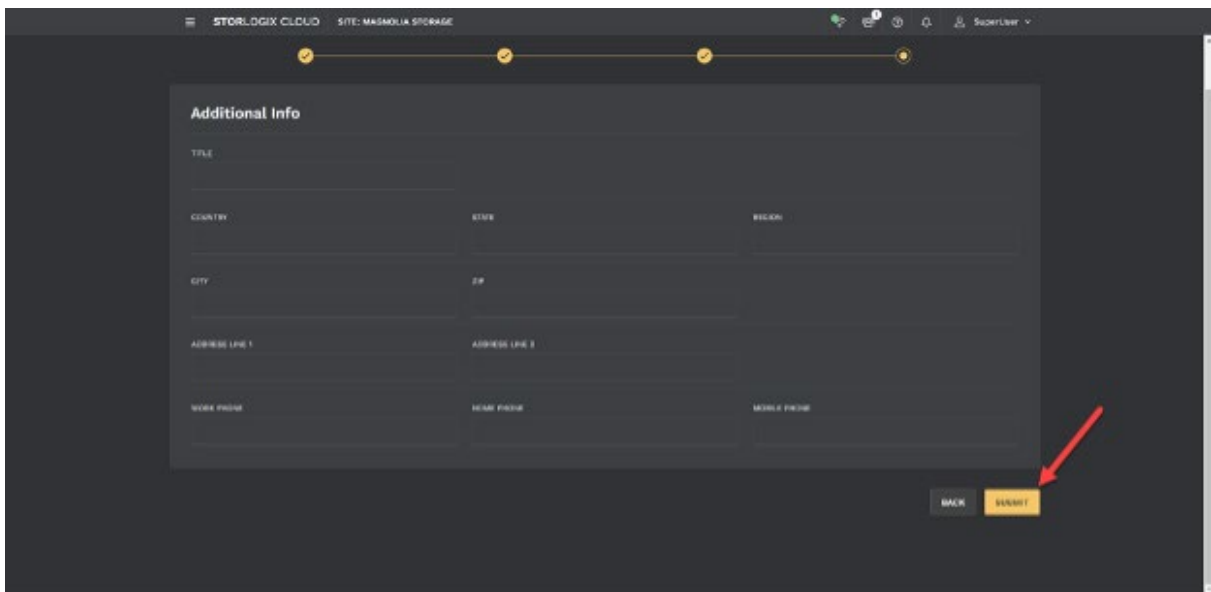 STORLOGIX CLOUD SITE: MAGNOLIA STORAGE 1 SuperUser
Additional Info
TITLE
COUNTRY STATE REGION
CITY ZIP
ADDRESS LINE 1 ADDRESS LINE 2
WORK PHONE HOME PHONE MOBILE PHONE
BACK SUBMIT